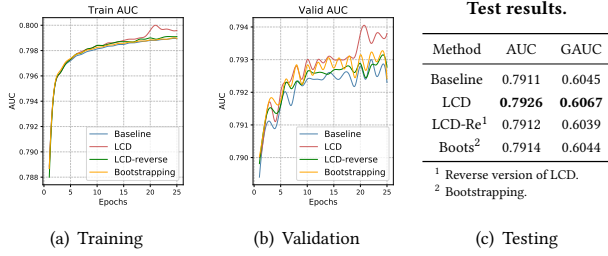 Train AUC
0.800
0.798
0.796
0.794
0.792
0.790
0.788
AUC
1
5
10
15
20
25
Epochs
Baseline
LCD
LCD-reverse
Bootstrapping
(a) Training
Valid AUC
0.794
0.793
0.792
0.791
0.790
AUC
1
5
10
15
20
25
Epochs
Baseline
LCD
LCD-reverse
Bootstrapping
(b) Validation
Test results.
Method AUC GAUC
Baseline 0.7911 0.6045
LCD 0.7926 0.6067
LCD-Re¹ 0.7912 0.6039
Boots² 0.7914 0.6044
¹ Reverse version of LCD.
² Bootstrapping.
(c) Testing